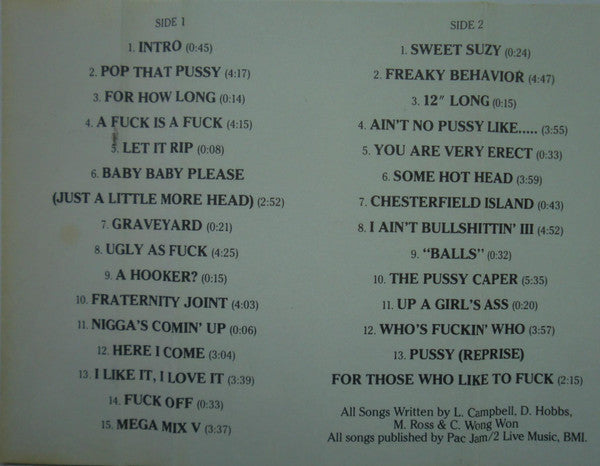 SIDE 1
1. INTRO (0:45)
2. POP THAT PUSSY (4:17)
3. FOR HOW LONG (0:14)
4. A FUCK IS A FUCK (4:15)
5. LET IT RIP (0:08)
6. BABY BABY PLEASE
(JUST A LITTLE MORE HEAD) (2:52)
7. GRAVEYARD (0:21)
8. UGLY AS FUCK (4:25)
9. A HOOKER? (0:15)
10. FRATERNITY JOINT (4:03)
11. NIGGA'S COMIN' UP (0:06)
12. HERE I COME (3:04)
13. I LIKE IT, I LOVE IT (3:39)
14. FUCK OFF (0:33)
15. MEGA MIX V (3:37)
SIDE 2
1. SWEET SUZY (0:24)
2. FREAKY BEHAVIOR (4:47)
3. 12" LONG (0:15)
4. AIN'T NO PUSSY LIKE..... (3:55)
5. YOU ARE VERY ERECT (0:33)
6. SOME HOT HEAD (3:59)
7. CHESTERFIELD ISLAND (0:43)
8. I AIN'T BULLSHITTIN' III (4:52)
9. "BALLS" (0:32)
10. THE PUSSY CAPER (5:35)
11. UP A GIRL'S ASS (0:20)
12. WHO'S FUCKIN' WHO (3:57)
13. PUSSY (REPRISE)
FOR THOSE WHO LIKE TO FUCK (2:15)
All Songs Written by L. Campbell, D. Hobbs,
M. Ross & C. Wong Won
All songs published by Pac Jam/2 Live Music, BMI.